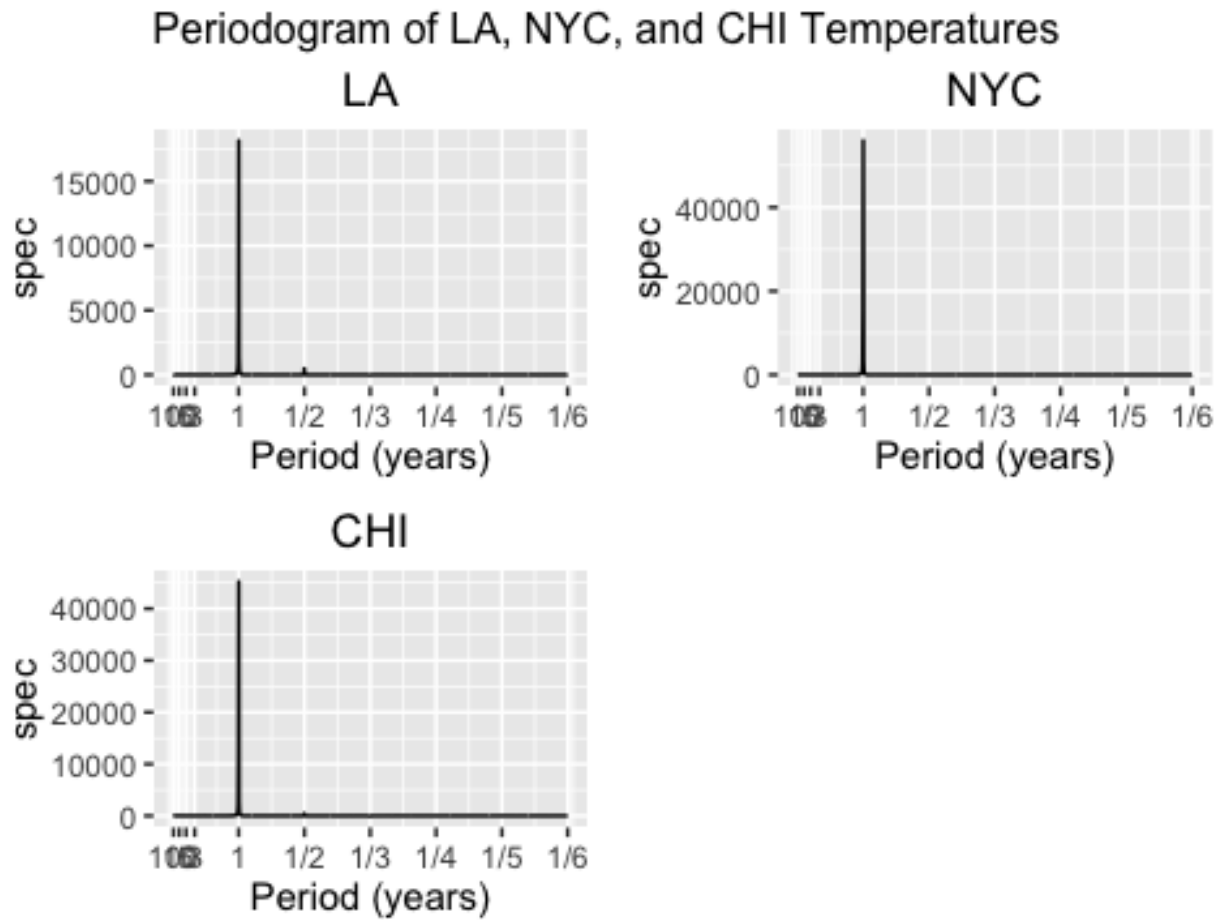 Periodogram of LA, NYC, and CHI Temperatures
LA
15000
10000
5000
0
spec
1 1/2 1/3 1/4 1/5 1/6
Period (years)
NYC
40000
20000
0
spec
1 1/2 1/3 1/4 1/5 1/6
Period (years)
CHI
40000
30000
20000
10000
0
spec
1 1/2 1/3 1/4 1/5 1/6
Period (years)